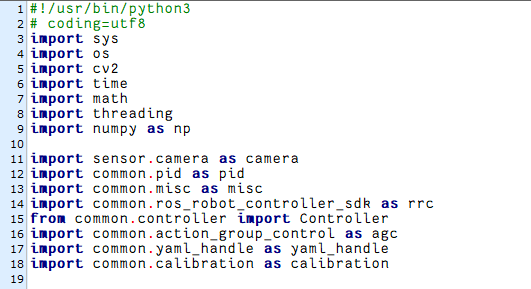 1 #!/usr/bin/python3
2 # coding=utf8
3 import sys
4 import os
5 import cv2
6 import time
7 import math
8 import threading
9 import numpy as np
10
11 import sensor.camera as camera
12 import common.pid as pid
13 import common.misc as misc
14 import common.ros_robot_controller_sdk as rrc
15 from common.controller import Controller
16 import common.action_group_control as agc
17 import common.yaml_handle as yaml_handle
18 import common.calibration as calibration
19